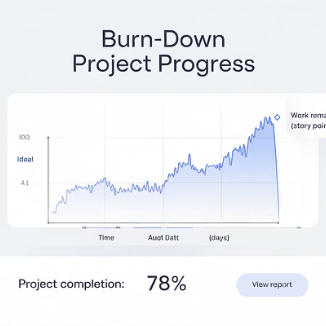 Burn-Down
Project Progress
Work rema
(story poin
100
Ideal
41
Time Auot Datt (days)
Project completion: 78%
View report